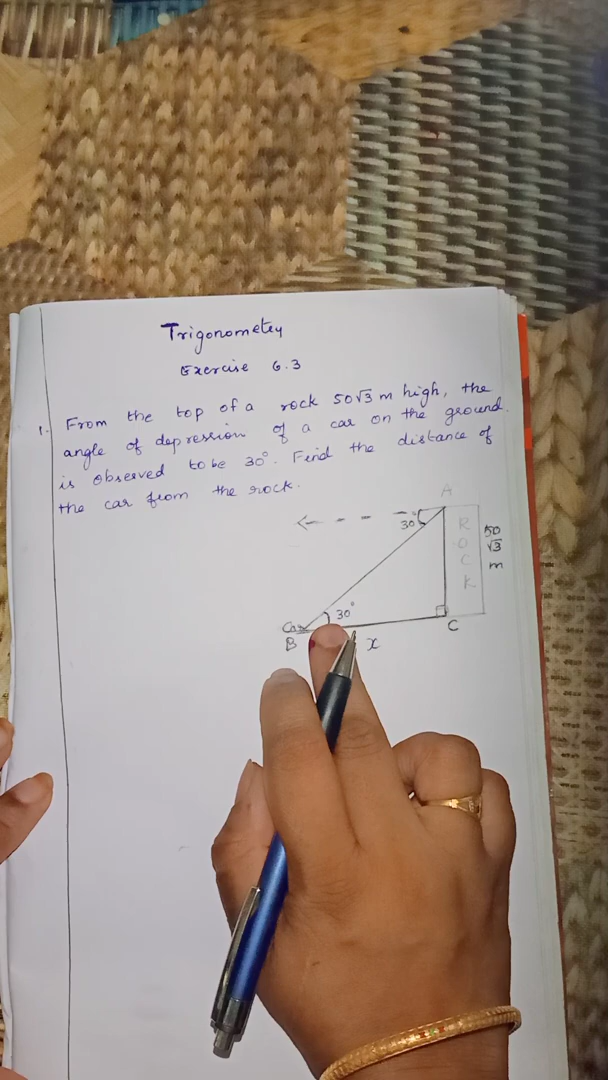 Trigonometry
Exercise 6.3
1. From the top of a rock 50√3 m high, the
angle of depression of a car on the ground.
is observed to be 30°. Find the distance of
the car from the rock.
A
30
ROCK
50
√3
m
30°
Car
B
x
C